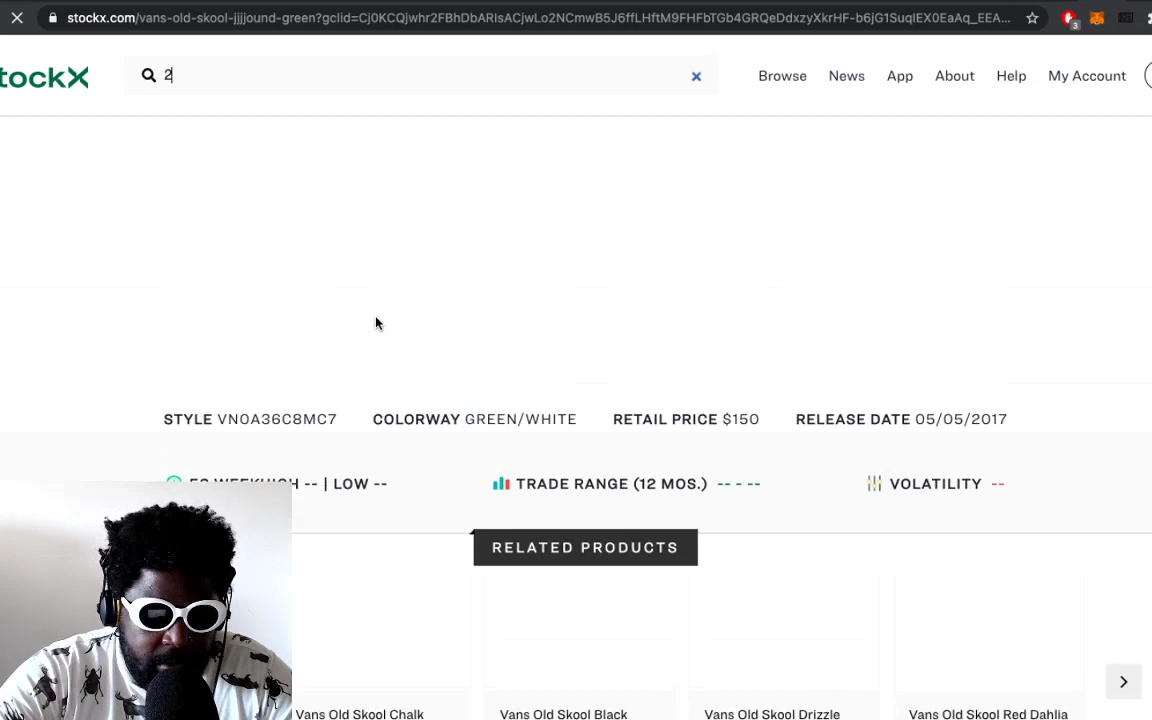 stockx.com/vans-old-skool-jjjjound-green?gclid=Cj0KCQjwhr2FBhDbARIsACjwLo2NCmwB5J6ffLHftM9FHFbTGb4GRQeDdxzyXkrHF-b6jG1SuqIEX0EaAq_EEA...
3
tockX
2
Browse
News
App
About
Help
My Account
STYLE VN0A36C8MC7
COLORWAY GREEN/WHITE
RETAIL PRICE $150
RELEASE DATE 05/05/2017
HIGH -- | LOW --
TRADE RANGE (12 MOS.) -- - --
VOLATILITY --
RELATED PRODUCTS
Vans Old Skool Chalk
Vans Old Skool Black
Vans Old Skool Drizzle
Vans Old Skool Red Dahlia